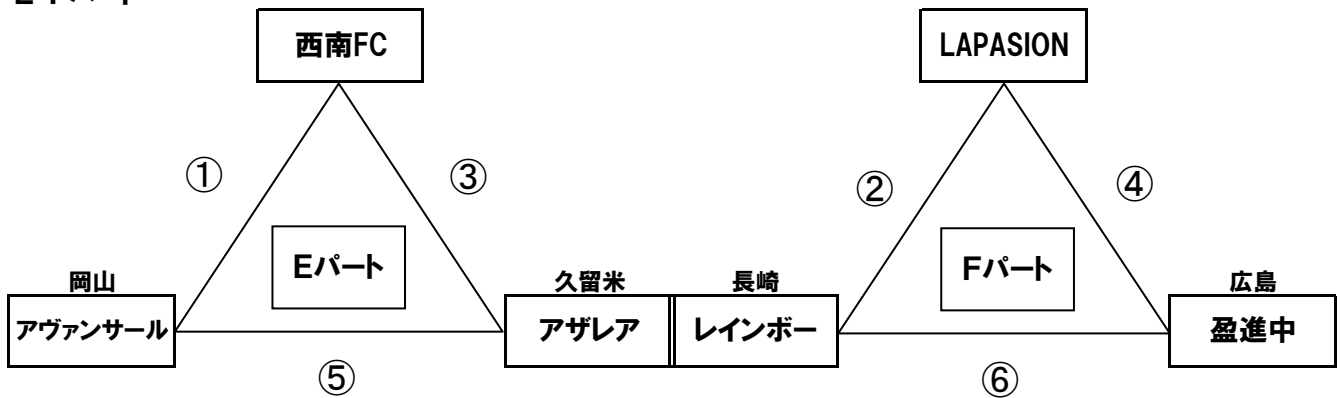 西南FC
LAPASION
①
③
②
④
Eパート
Fパート
岡山
久留米
長崎
広島
アヴァンサール
アザレア
レインボー
盈進中
⑤
⑥